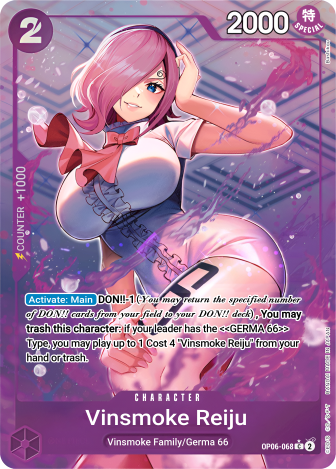 2
2000
特
SPECIAL
COUNTER +1000
Activate: Main DON!!-1 (You may return the specified number
of DON!! cards from your field to your DON!! deck) , You may
trash this character: if your leader has the <<GERMA 66>>
Type, you may play up to 1 Cost 4 "Vinsmoke Reiju" from your
hand or trash.
CHARACTER
Vinsmoke Reiju
Vinsmoke Family/Germa 66
OP06-068
2